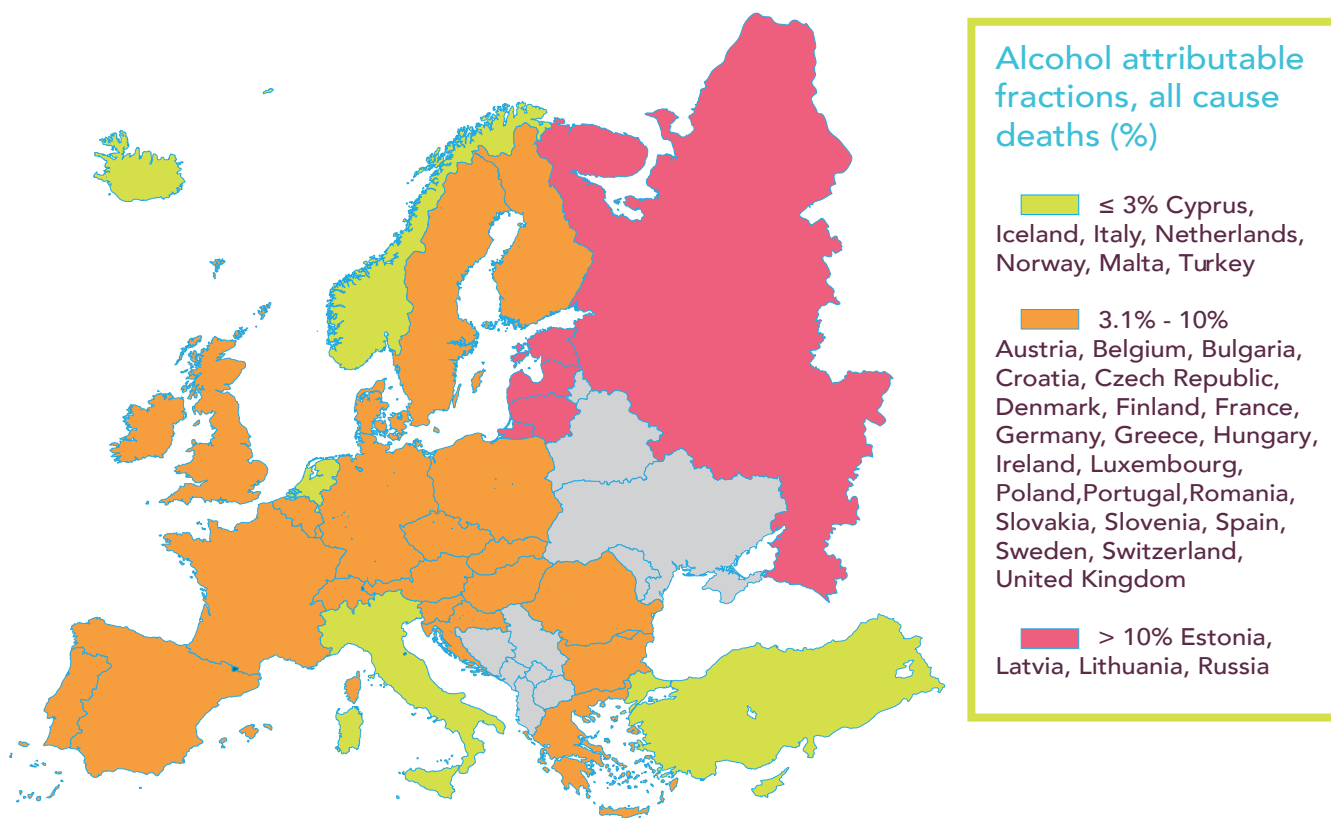 Alcohol attributable
fractions, all cause
deaths (%)
≤ 3% Cyprus,
Iceland, Italy, Netherlands,
Norway, Malta, Turkey
3.1% - 10%
Austria, Belgium, Bulgaria,
Croatia, Czech Republic,
Denmark, Finland, France,
Germany, Greece, Hungary,
Ireland, Luxembourg,
Poland,Portugal,Romania,
Slovakia, Slovenia, Spain,
Sweden, Switzerland,
United Kingdom
> 10% Estonia,
Latvia, Lithuania, Russia